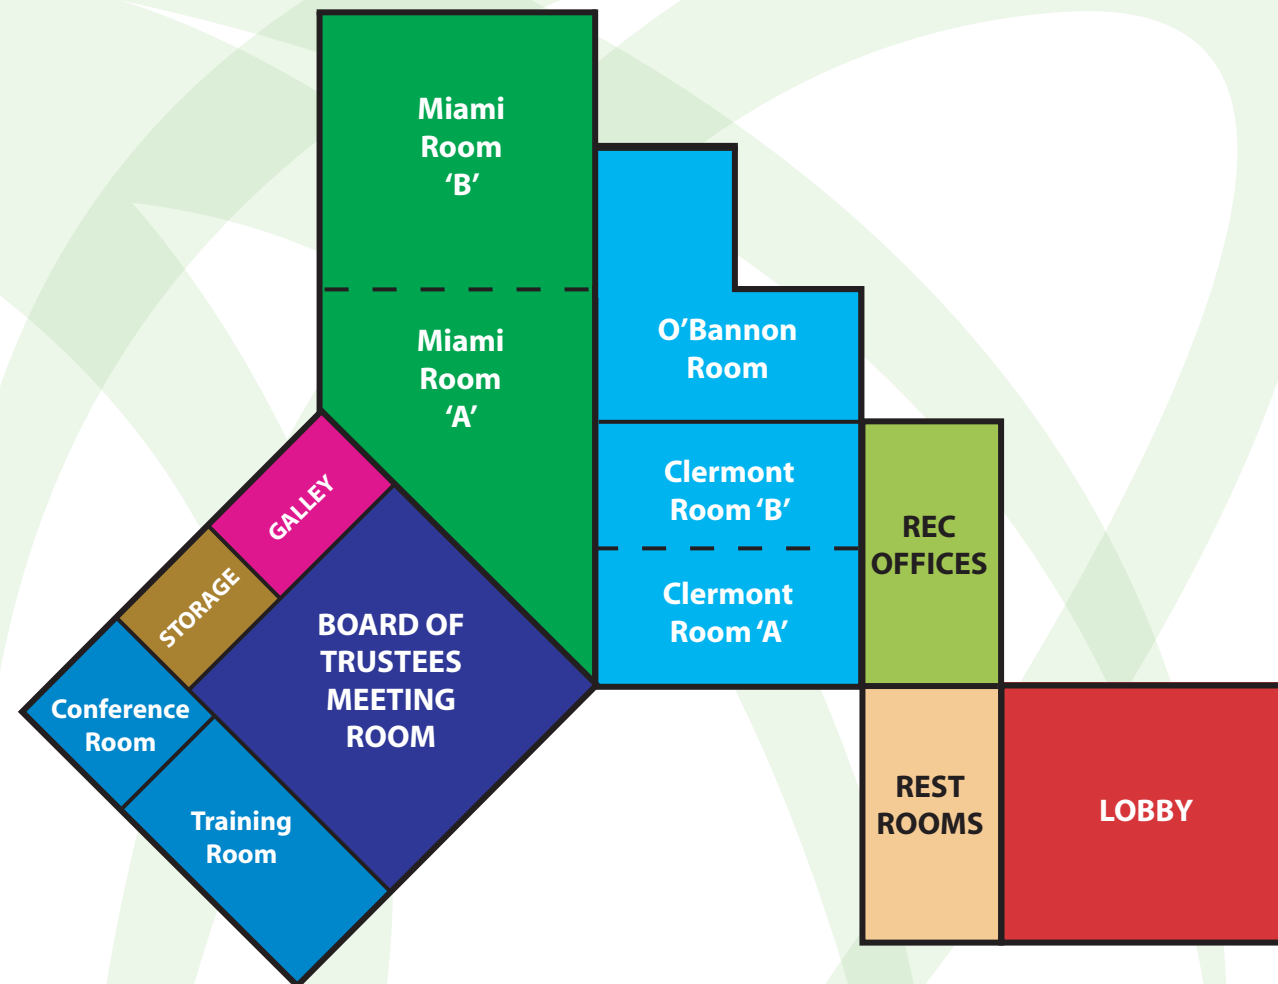 Miami
Room
‘B’
Miami
Room
‘A’
O’Bannon
Room
Clermont
Room ‘B’
Clermont
Room ‘A’
REC
OFFICES
GALLEY
STORAGE
BOARD OF
TRUSTEES
MEETING
ROOM
Conference
Room
Training
Room
REST
ROOMS
LOBBY